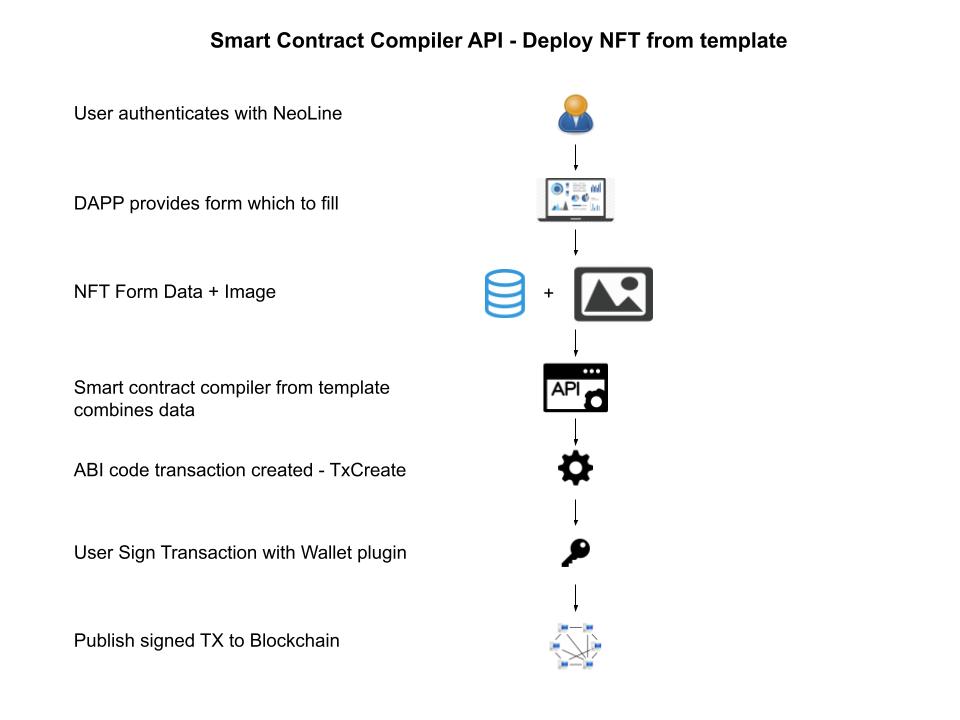 Smart Contract Compiler API - Deploy NFT from template
User authenticates with NeoLine
DAPP provides form which to fill
NFT Form Data + Image
+
Smart contract compiler from template
combines data
API
ABI code transaction created - TxCreate
User Sign Transaction with Wallet plugin
Publish signed TX to Blockchain